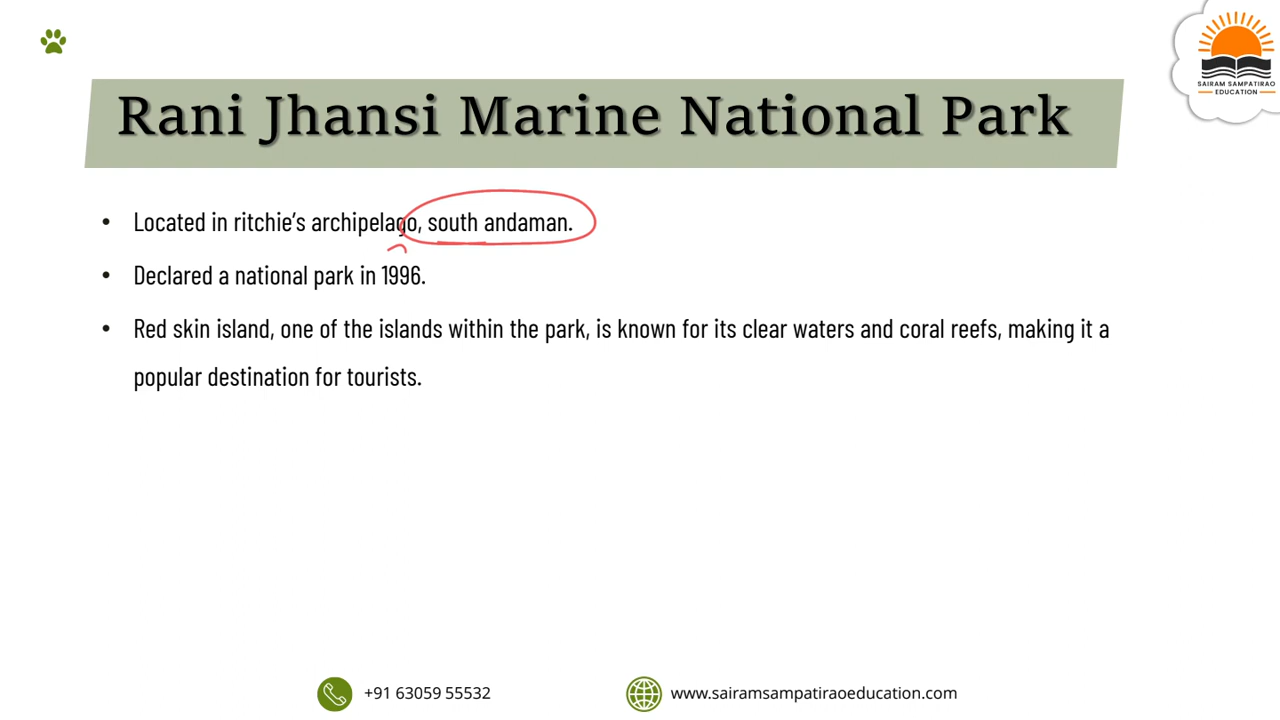 SAIRAM SAMPATIRAO
EDUCATION
Rani Jhansi Marine National Park
• Located in ritchie’s archipelago, south andaman.
• Declared a national park in 1996.
• Red skin island, one of the islands within the park, is known for its clear waters and coral reefs, making it a
popular destination for tourists.
+91 63059 55532
www.sairamsampatiraoeducation.com